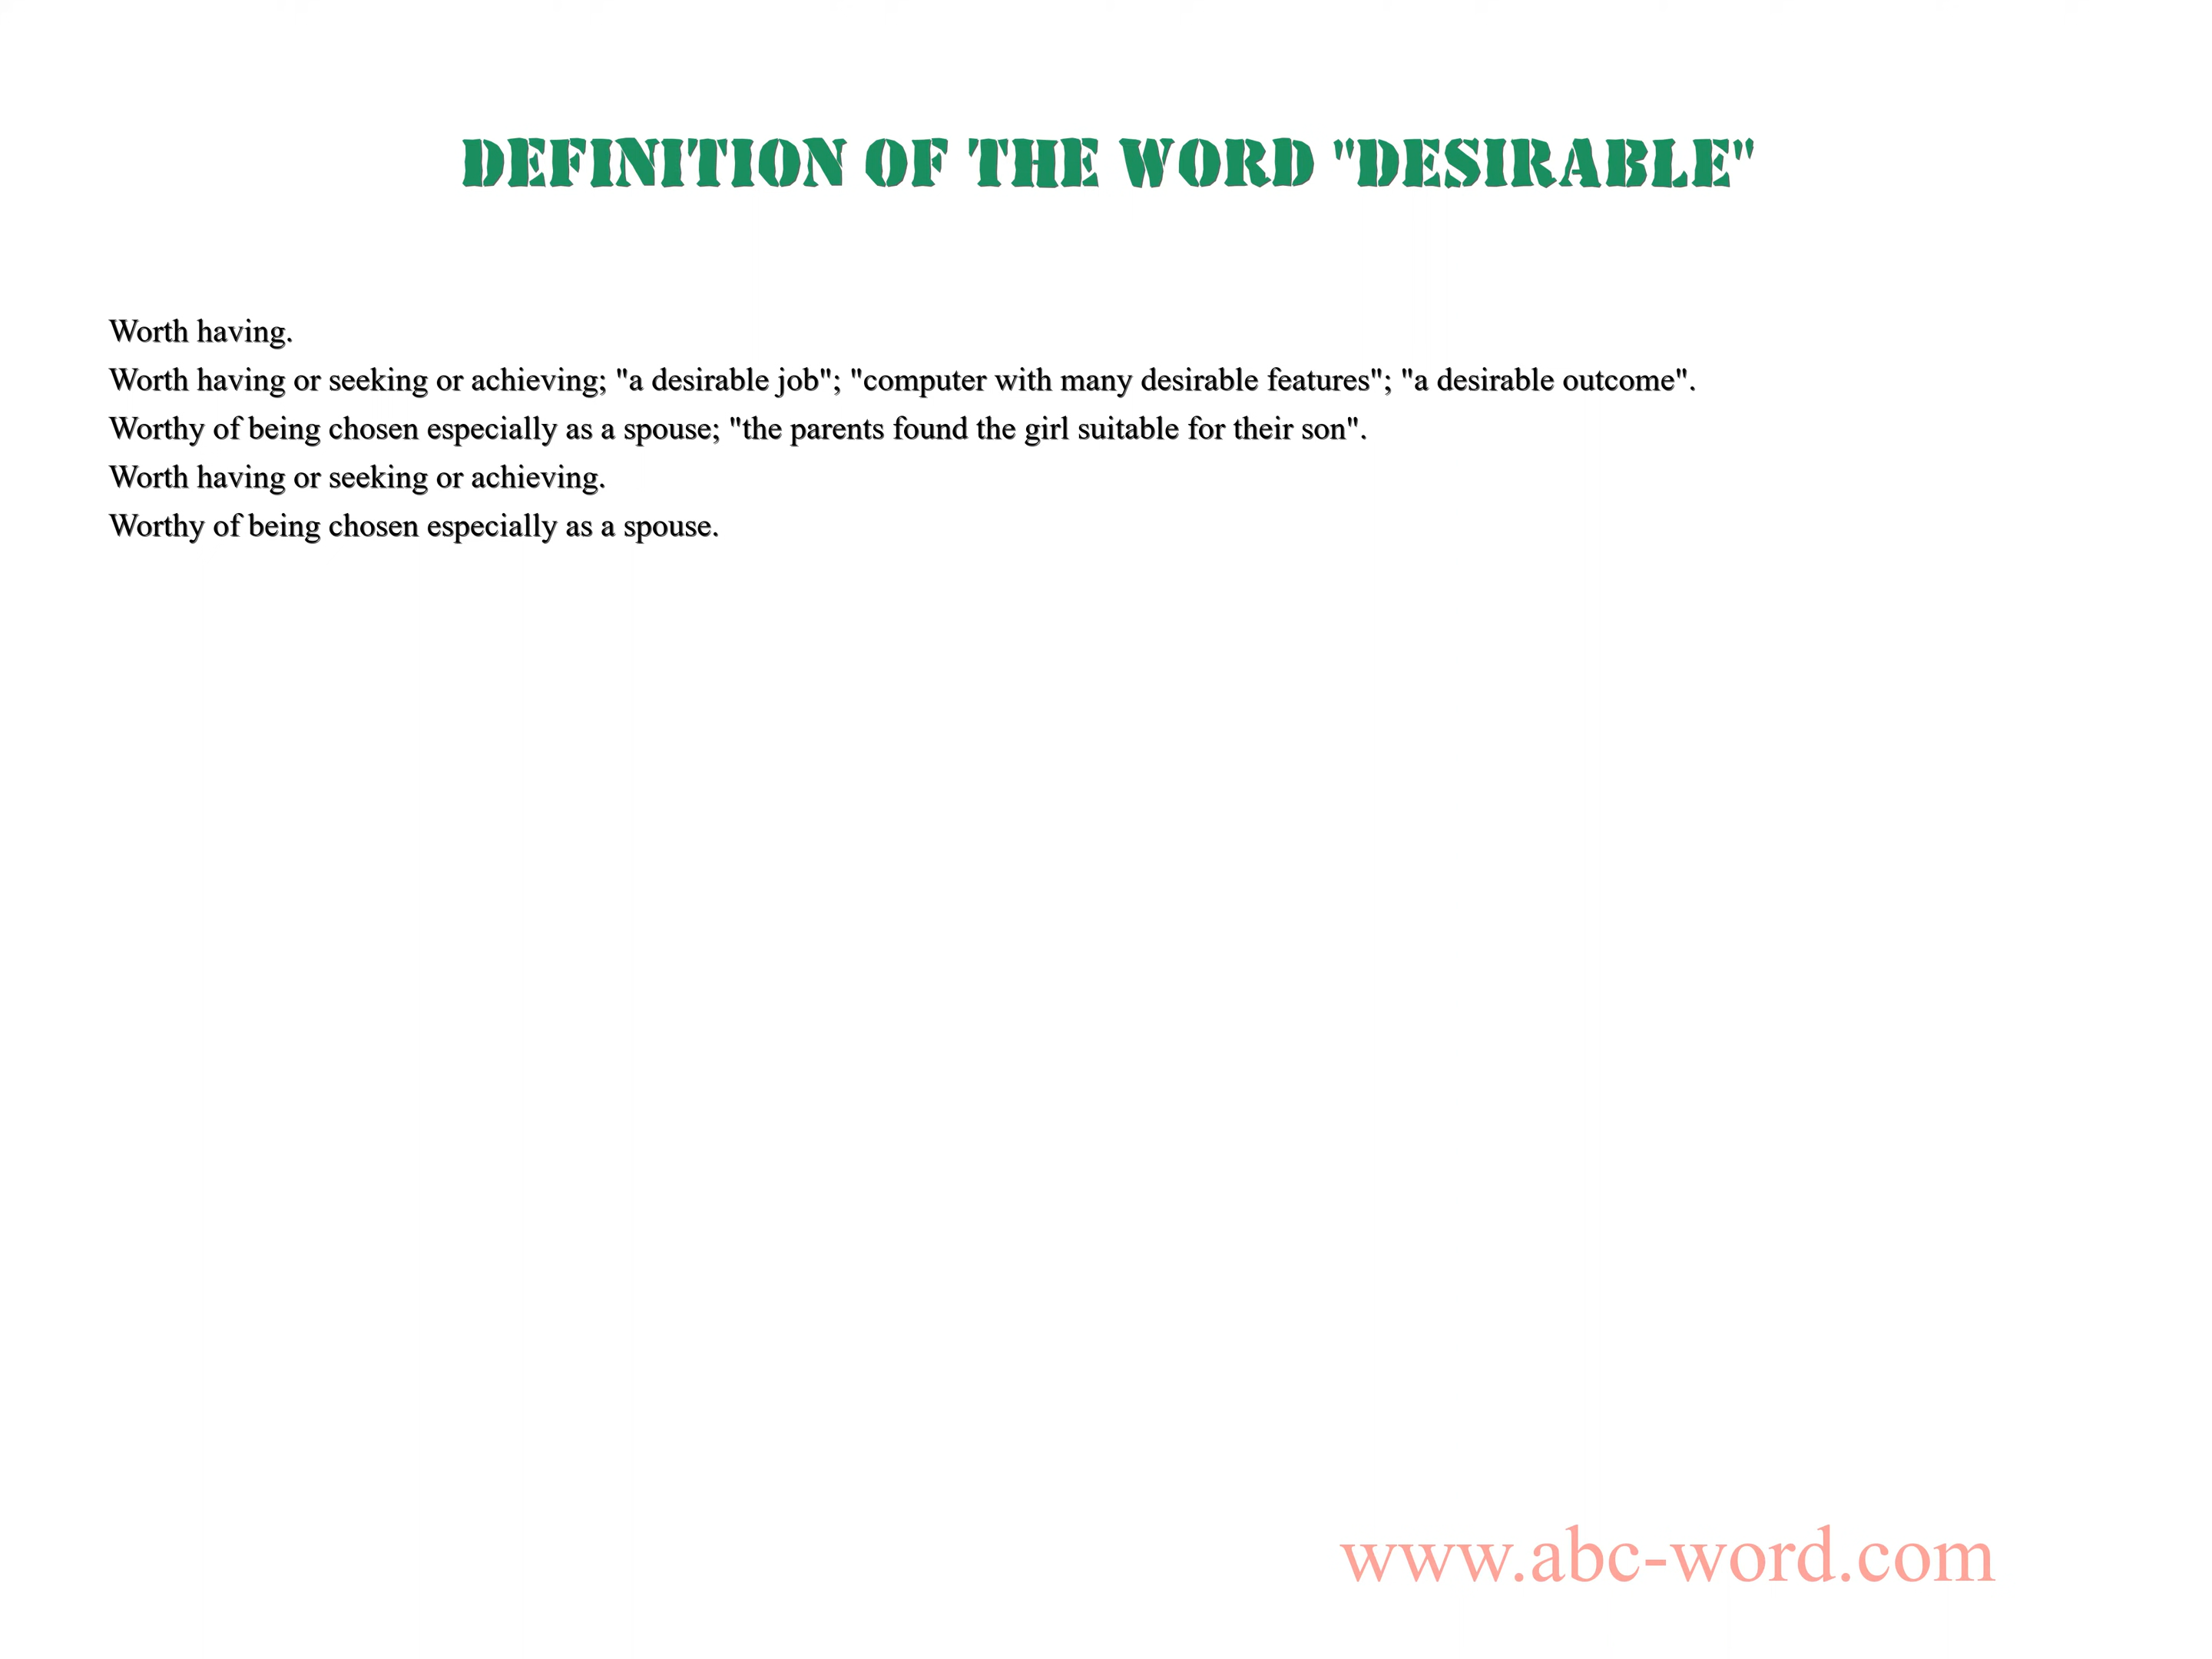 DEFINITION OF THE WORD "DESIRABLE"
Worth having.
Worth having or seeking or achieving; "a desirable job"; "computer with many desirable features"; "a desirable outcome".
Worthy of being chosen especially as a spouse; "the parents found the girl suitable for their son".
Worth having or seeking or achieving.
Worthy of being chosen especially as a spouse.
www.abc-word.com